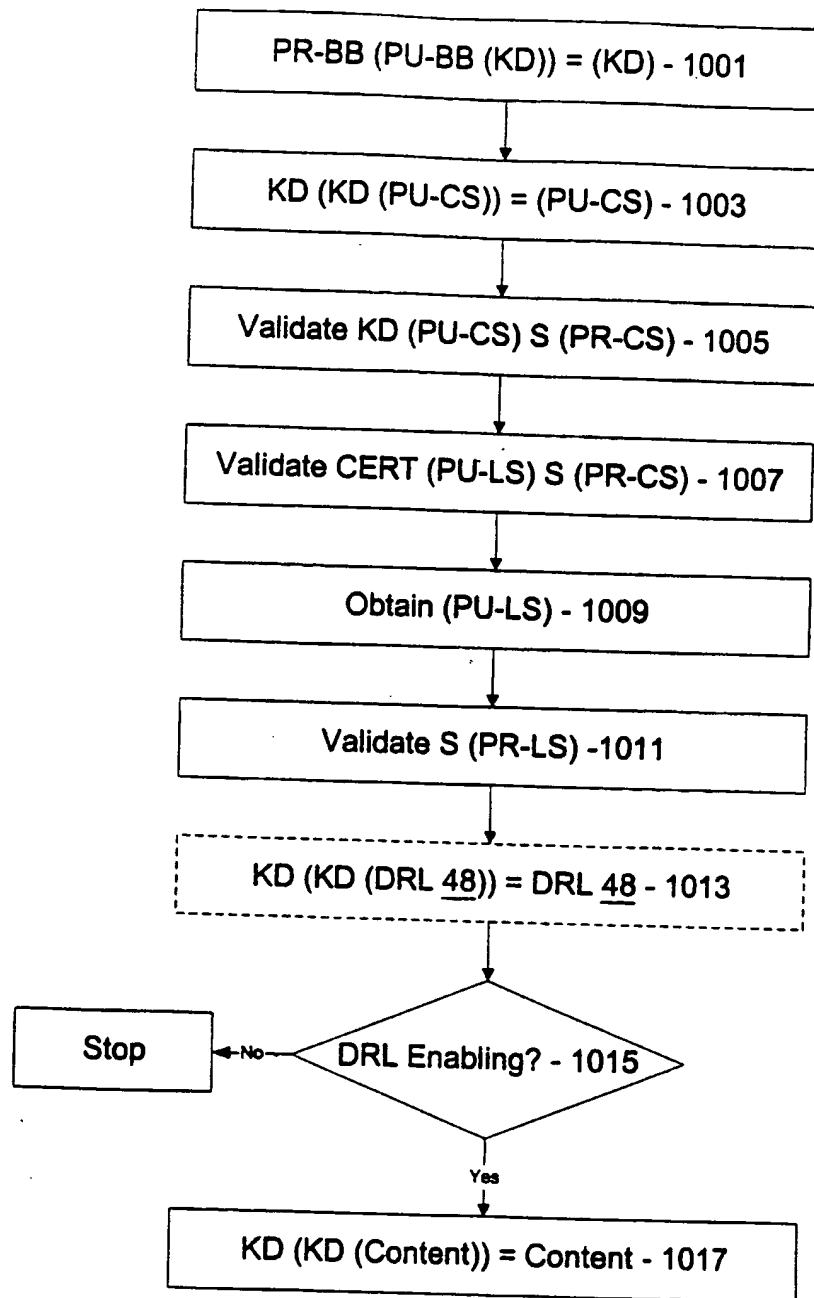 PR-BB (PU-BB (KD)) = (KD) - 1001
KD (KD (PU-CS)) = (PU-CS) - 1003
Validate KD (PU-CS) S (PR-CS) - 1005
Validate CERT (PU-LS) S (PR-CS) - 1007
Obtain (PU-LS) - 1009
Validate S (PR-LS) -1011
KD (KD (DRL 48)) = DRL 48 - 1013
DRL Enabling? - 1015
No
Stop
Yes
KD (KD (Content)) = Content - 1017